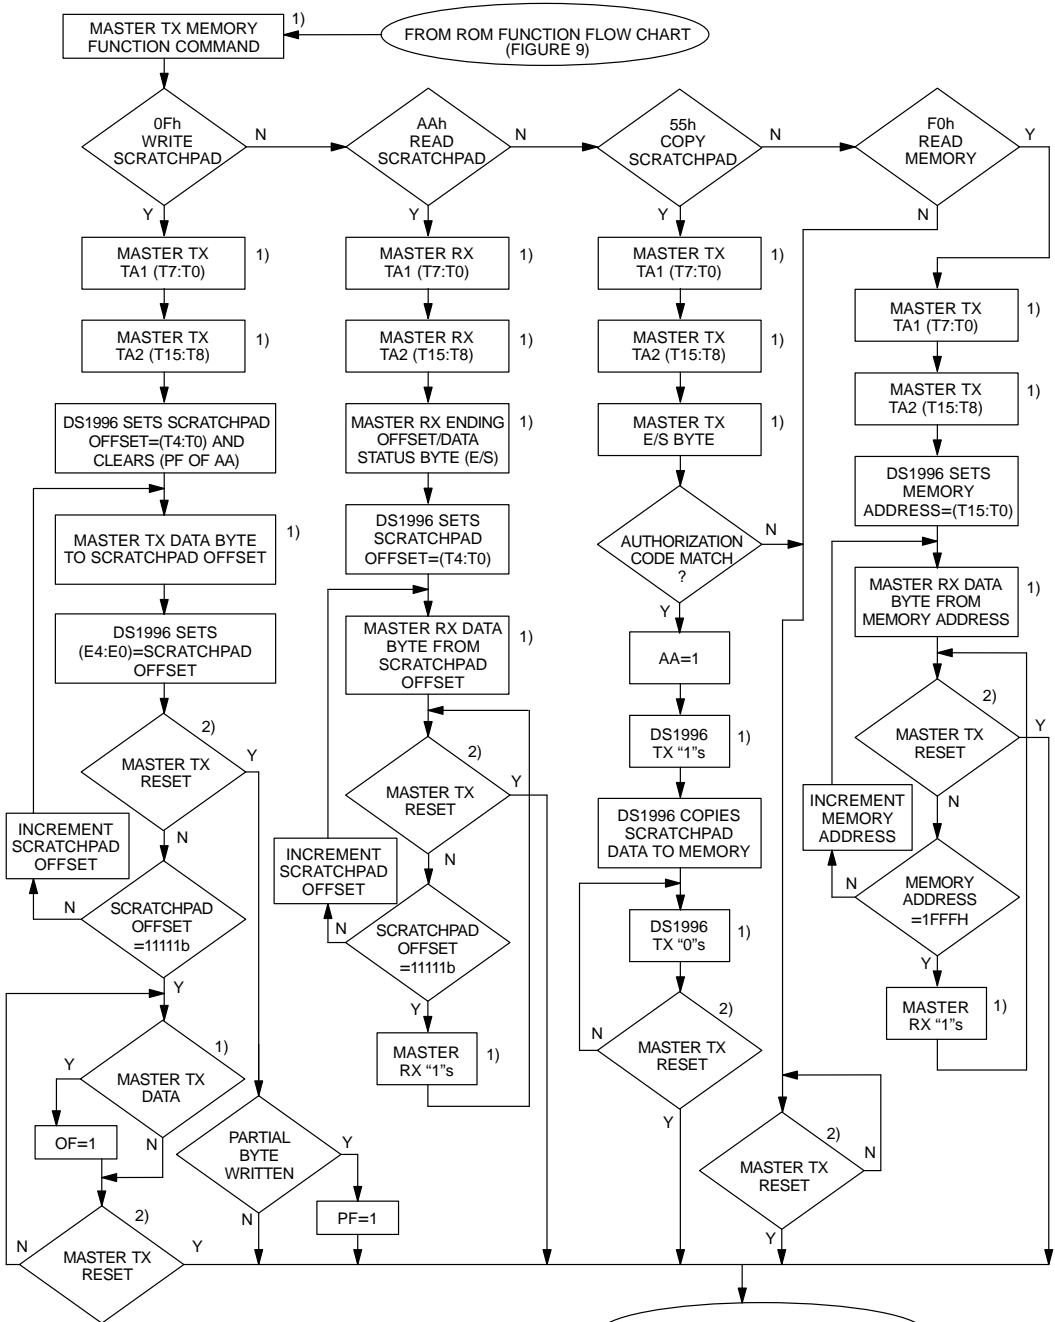 MASTER TX MEMORY
FUNCTION COMMAND
1)
FROM ROM FUNCTION FLOW CHART
(FIGURE 9)
0Fh
WRITE
SCRATCHPAD
N
Y
AAh
READ
SCRATCHPAD
N
Y
55h
COPY
SCRATCHPAD
N
Y
F0h
READ
MEMORY
Y
N
MASTER TX
TA1 (T7:T0)
1)
MASTER TX
TA2 (T15:T8)
1)
DS1996 SETS SCRATCHPAD
OFFSET=(T4:T0) AND
CLEARS (PF OF AA)
MASTER TX DATA BYTE
TO SCRATCHPAD OFFSET
1)
DS1996 SETS
(E4:E0)=SCRATCHPAD
OFFSET
2)
MASTER TX
RESET
Y
N
INCREMENT
SCRATCHPAD
OFFSET
N
SCRATCHPAD
OFFSET
=11111b
Y
1)
MASTER TX
DATA
Y
N
OF=1
2)
MASTER TX
RESET
N
Y
PARTIAL
BYTE
WRITTEN
Y
N
PF=1
MASTER RX
TA1 (T7:T0)
1)
MASTER RX
TA2 (T15:T8)
1)
MASTER RX ENDING
OFFSET/DATA
STATUS BYTE (E/S)
1)
DS1996 SETS
SCRATCHPAD
OFFSET=(T4:T0)
MASTER RX DATA
BYTE FROM
SCRATCHPAD
OFFSET
1)
2)
MASTER TX
RESET
Y
N
INCREMENT
SCRATCHPAD
OFFSET
N
SCRATCHPAD
OFFSET
=11111b
Y
MASTER
RX “1”s
1)
MASTER TX
TA1 (T7:T0)
1)
MASTER TX
TA2 (T15:T8)
1)
MASTER TX
E/S BYTE
1)
AUTHORIZATION
CODE MATCH
?
N
Y
AA=1
DS1996
TX “1”s
1)
DS1996 COPIES
SCRATCHPAD
DATA TO MEMORY
DS1996
TX “0”s
1)
2)
MASTER TX
RESET
N
Y
2)
MASTER TX
RESET
N
Y
MASTER TX
TA1 (T7:T0)
1)
MASTER TX
TA2 (T15:T8)
1)
DS1996 SETS
MEMORY
ADDRESS=(T15:T0)
MASTER RX DATA
BYTE FROM
MEMORY ADDRESS
1)
2)
MASTER TX
RESET
Y
N
INCREMENT
MEMORY
ADDRESS
N
MEMORY
ADDRESS
=1FFFH
Y
MASTER
RX “1”s
1)